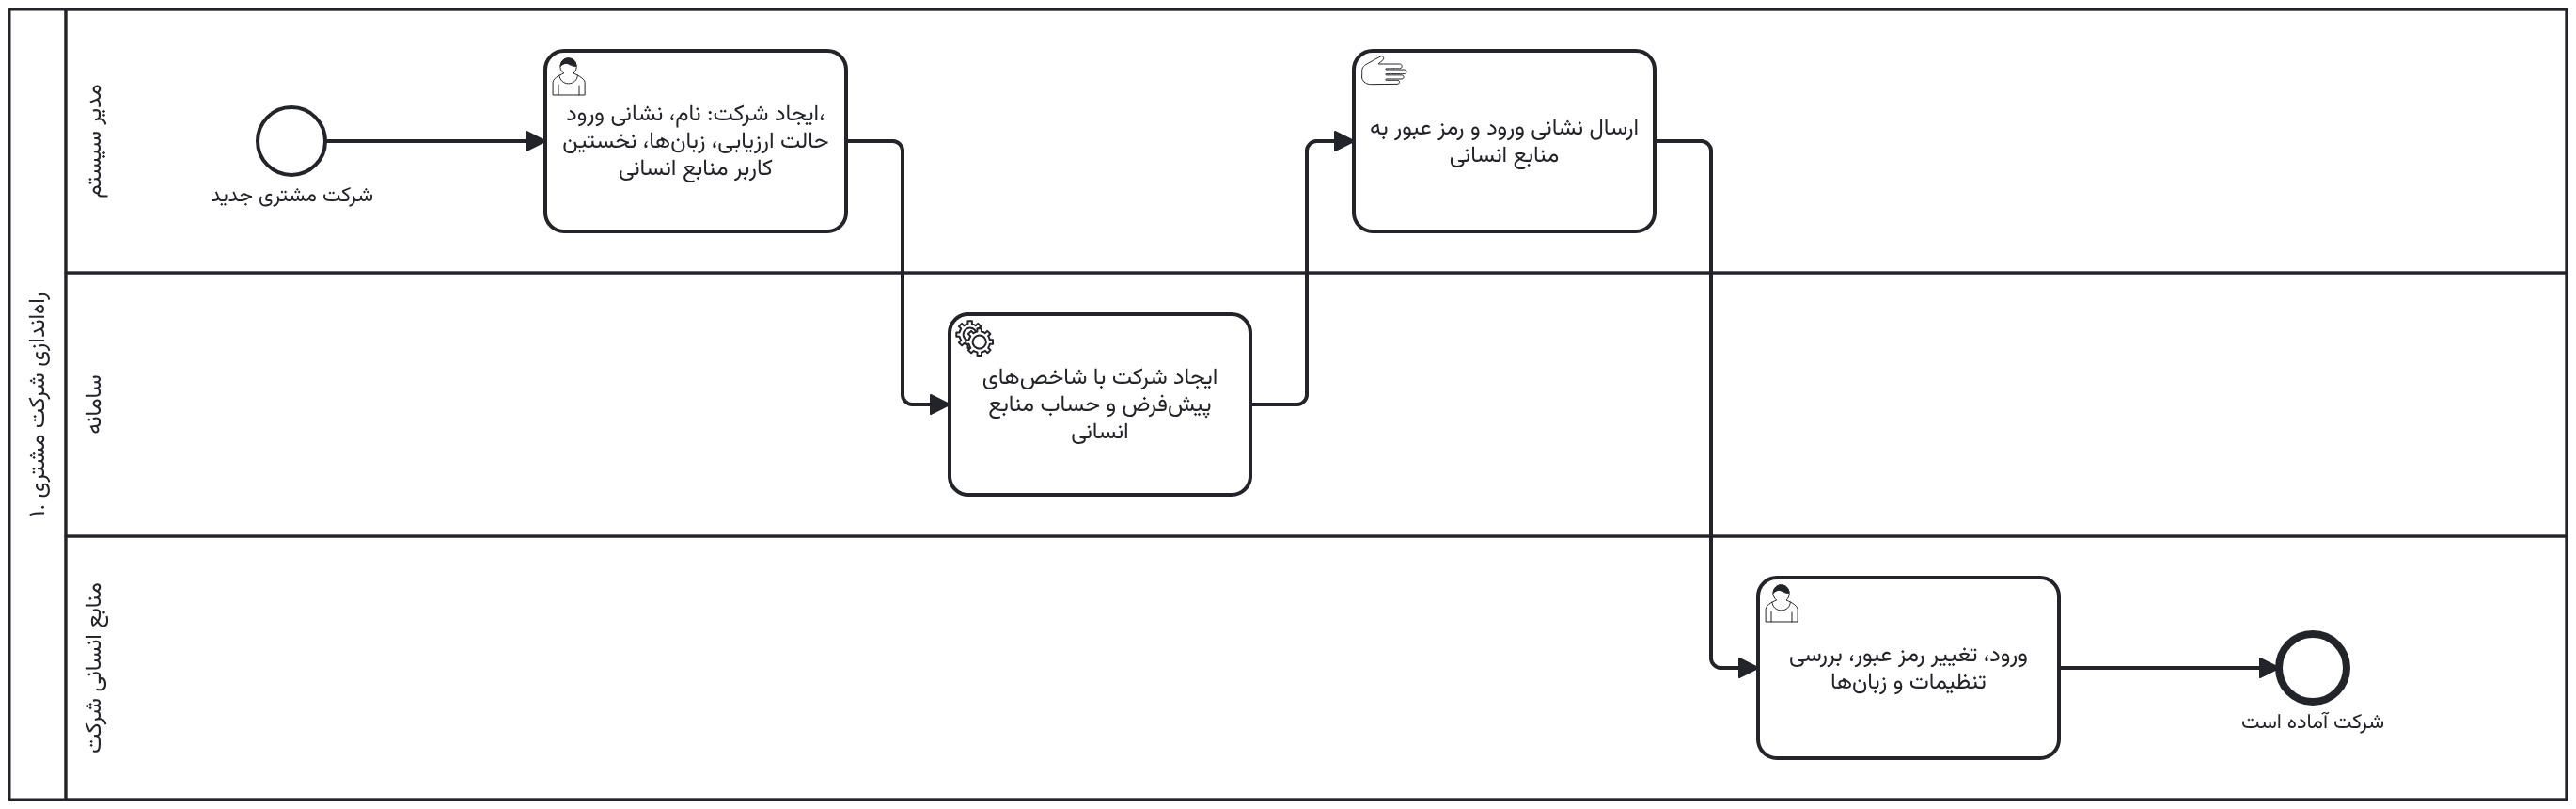 ۱. راه‌اندازی شرکت مشتری
مدیر سیستم
شرکت مشتری جدید
ایجاد شرکت: نام، نشانی ورود،
حالت ارزیابی، زبان‌ها، نخستین
کاربر منابع انسانی
ارسال نشانی ورود و رمز عبور به
منابع انسانی
سامانه
ایجاد شرکت با شاخص‌های
پیش‌فرض و حساب منابع
انسانی
منابع انسانی شرکت
ورود، تغییر رمز عبور، بررسی
تنظیمات و زبان‌ها
شرکت آماده است